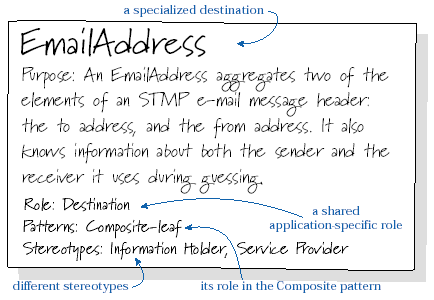 a specialized destination
EmailAddress
Purpose: An EmailAddress aggregates two of the
elements of an STMP e-mail message header:
the to address, and the from address. It also
knows information about both the sender and the
receiver it uses during guessing.
Role: Destination
a shared
application-specific role
Patterns: Composite-leaf
Stereotypes: Information Holder, Service Provider
different stereotypes
its role in the Composite pattern